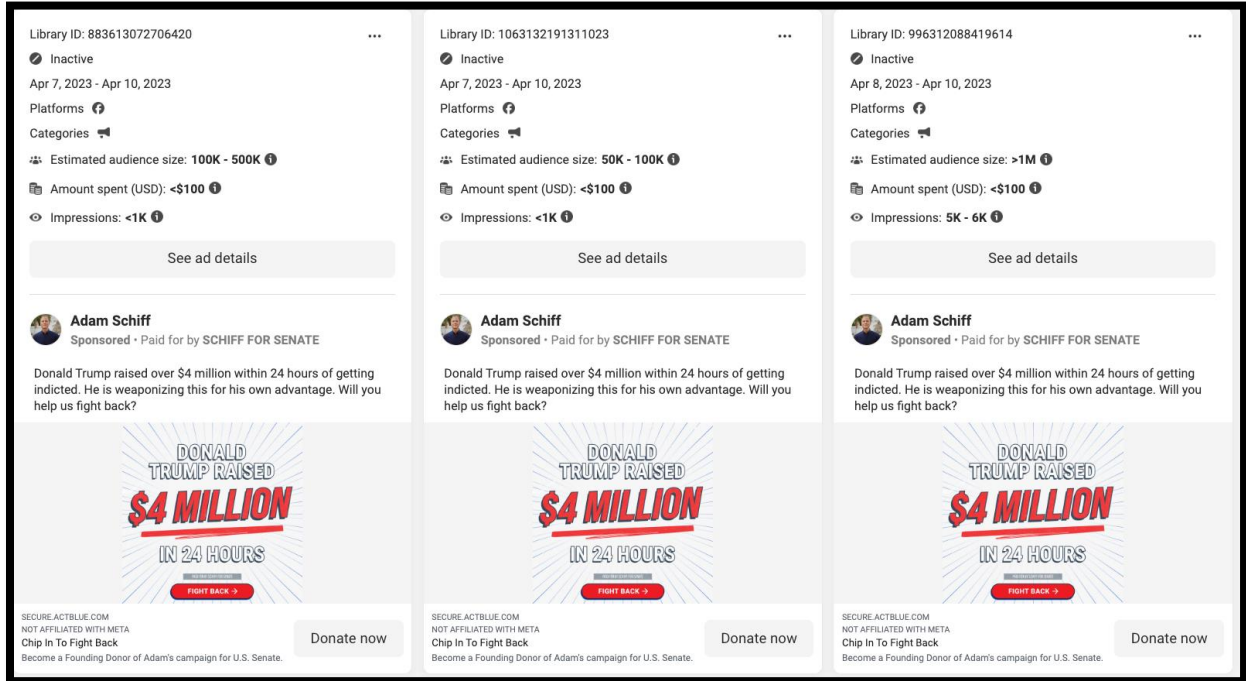 Library ID: 883613072706420
Inactive
Apr 7, 2023 - Apr 10, 2023
Platforms
Categories
Estimated audience size: 100K - 500K
Amount spent (USD): <$100
Impressions: <1K
See ad details
Adam Schiff
Sponsored • Paid for by SCHIFF FOR SENATE
Donald Trump raised over $4 million within 24 hours of getting
indicted. He is weaponizing this for his own advantage. Will you
help us fight back?
DONALD
TRUMP RAISED
$4 MILLION
IN 24 HOURS
FIGHT BACK →
SECURE.ACTBLUE.COM
NOT AFFILIATED WITH META
Chip In To Fight Back
Become a Founding Donor of Adam's campaign for U.S. Senate.
Donate now
Library ID: 1063132191311023
Inactive
Apr 7, 2023 - Apr 10, 2023
Platforms
Categories
Estimated audience size: 50K - 100K
Amount spent (USD): <$100
Impressions: <1K
See ad details
Adam Schiff
Sponsored • Paid for by SCHIFF FOR SENATE
Donald Trump raised over $4 million within 24 hours of getting
indicted. He is weaponizing this for his own advantage. Will you
help us fight back?
DONALD
TRUMP RAISED
$4 MILLION
IN 24 HOURS
FIGHT BACK →
SECURE.ACTBLUE.COM
NOT AFFILIATED WITH META
Chip In To Fight Back
Become a Founding Donor of Adam's campaign for U.S. Senate.
Donate now
Library ID: 996312088419614
Inactive
Apr 8, 2023 - Apr 10, 2023
Platforms
Categories
Estimated audience size: >1M
Amount spent (USD): <$100
Impressions: 5K - 6K
See ad details
Adam Schiff
Sponsored • Paid for by SCHIFF FOR SENATE
Donald Trump raised over $4 million within 24 hours of getting
indicted. He is weaponizing this for his own advantage. Will you
help us fight back?
DONALD
TRUMP RAISED
$4 MILLION
IN 24 HOURS
FIGHT BACK →
SECURE.ACTBLUE.COM
NOT AFFILIATED WITH META
Chip In To Fight Back
Become a Founding Donor of Adam's campaign for U.S. Senate.
Donate now